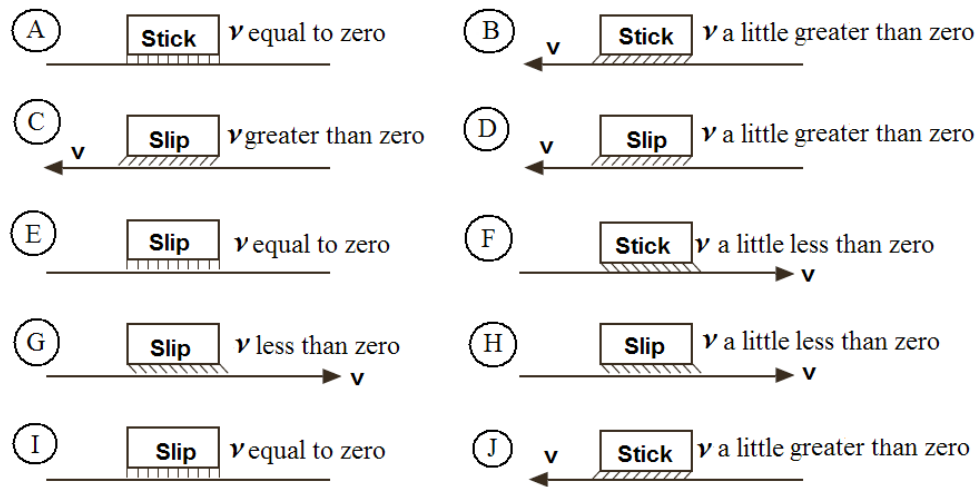 A Stick ν equal to zero
B v Stick ν a little greater than zero
C v Slip ν greater than zero
D v Slip ν a little greater than zero
E Slip ν equal to zero
F Stick ν a little less than zero
v
G Slip ν less than zero
v
H Slip ν a little less than zero
v
I Slip ν equal to zero
J v Stick ν a little greater than zero